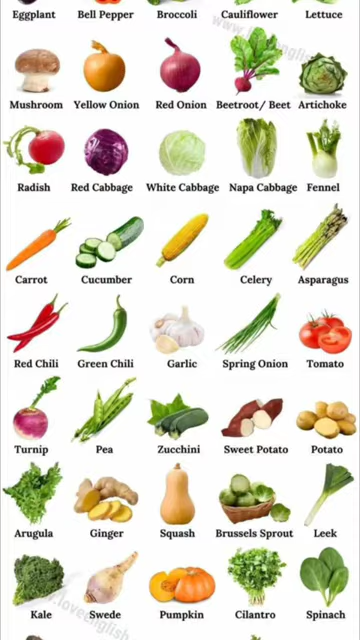 Eggplant Bell Pepper Broccoli Cauliflower Lettuce
Mushroom Yellow Onion Red Onion Beetroot/ Beet Artichoke
Radish Red Cabbage White Cabbage Napa Cabbage Fennel
Carrot Cucumber Corn Celery Asparagus
Red Chili Green Chili Garlic Spring Onion Tomato
Turnip Pea Zucchini Sweet Potato Potato
Arugula Ginger Squash Brussels Sprout Leek
Kale Swede Pumpkin Cilantro Spinach